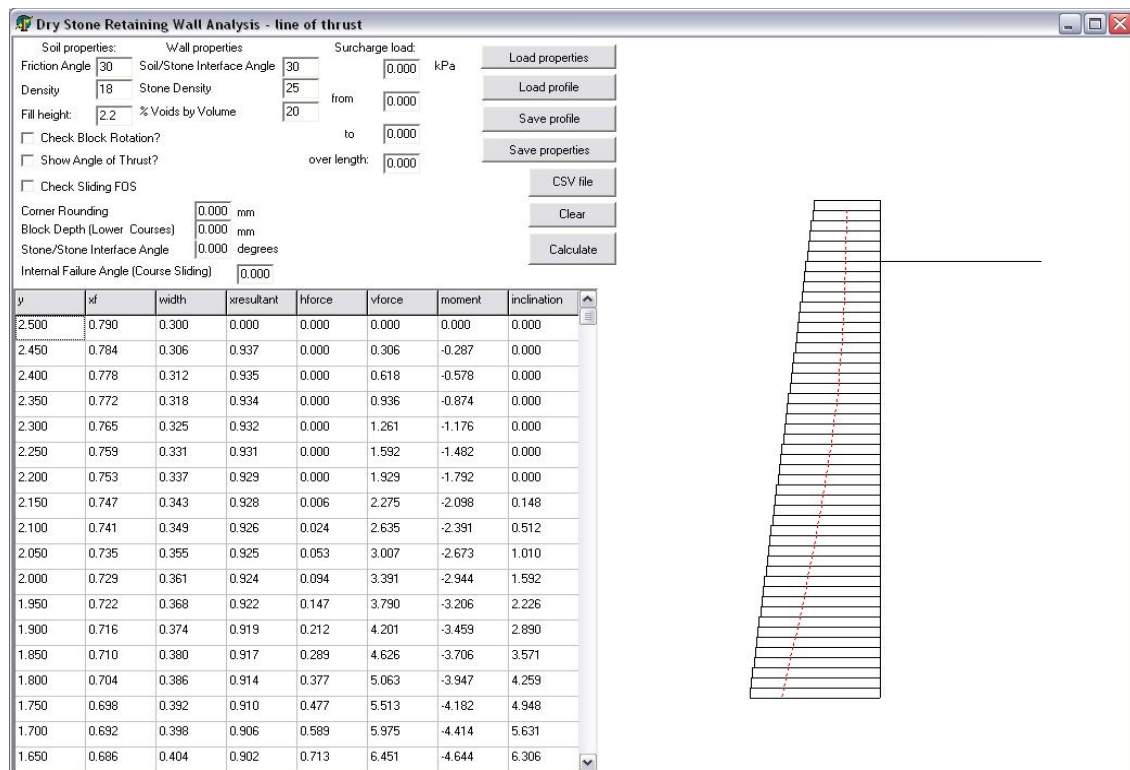 Dry Stone Retaining Wall Analysis - line of thrust
Soil properties: Wall properties Surcharge load:
Friction Angle 30 Soil/Stone Interface Angle 30 0.000 kPa Load properties
Density 18 Stone Density 25 from 0.000 Load profile
Fill height: 2.2 % Voids by Volume 20 Save profile
Check Block Rotation? to 0.000 Save properties
Show Angle of Thrust? over length: 0.000
Check Sliding FOS CSV file
Corner Rounding 0.000 mm Clear
Block Depth (Lower Courses) 0.000 mm
Stone/Stone Interface Angle 0.000 degrees Calculate
Internal Failure Angle (Course Sliding) 0.000
y xf width xresultant hforce vforce moment inclination
2.500 0.790 0.300 0.000 0.000 0.000 0.000 0.000
2.450 0.784 0.306 0.937 0.000 0.306 -0.287 0.000
2.400 0.778 0.312 0.935 0.000 0.618 -0.578 0.000
2.350 0.772 0.318 0.934 0.000 0.936 -0.874 0.000
2.300 0.765 0.325 0.932 0.000 1.261 -1.176 0.000
2.250 0.759 0.331 0.931 0.000 1.592 -1.482 0.000
2.200 0.753 0.337 0.929 0.000 1.929 -1.792 0.000
2.150 0.747 0.343 0.928 0.006 2.275 -2.098 0.148
2.100 0.741 0.349 0.926 0.024 2.635 -2.391 0.512
2.050 0.735 0.355 0.925 0.053 3.007 -2.673 1.010
2.000 0.729 0.361 0.924 0.094 3.391 -2.944 1.592
1.950 0.722 0.368 0.922 0.147 3.790 -3.206 2.226
1.900 0.716 0.374 0.919 0.212 4.201 -3.459 2.890
1.850 0.710 0.380 0.917 0.289 4.626 -3.706 3.571
1.800 0.704 0.386 0.914 0.377 5.063 -3.947 4.259
1.750 0.698 0.392 0.910 0.477 5.513 -4.182 4.948
1.700 0.692 0.398 0.906 0.589 5.975 -4.414 5.631
1.650 0.686 0.404 0.902 0.713 6.451 -4.644 6.306